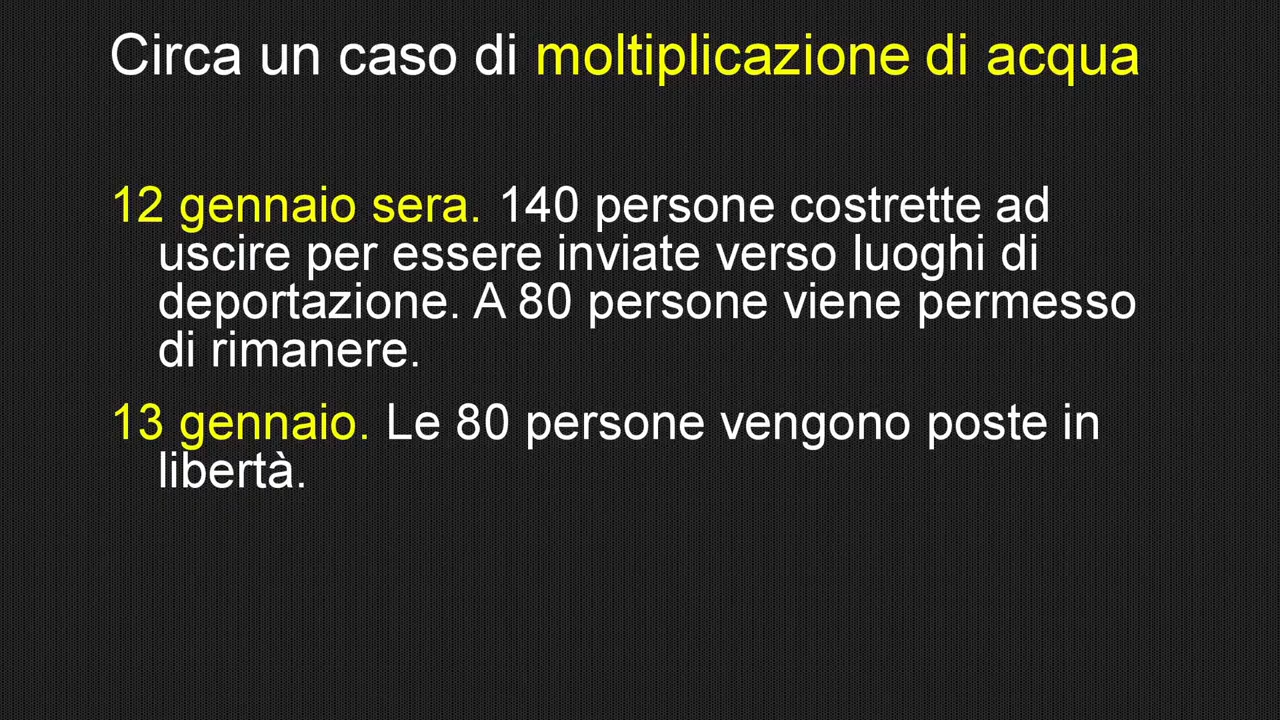 Circa un caso di moltiplicazione di acqua
12 gennaio sera. 140 persone costrette ad
uscire per essere inviate verso luoghi di
deportazione. A 80 persone viene permesso
di rimanere.
13 gennaio. Le 80 persone vengono poste in
libertà.